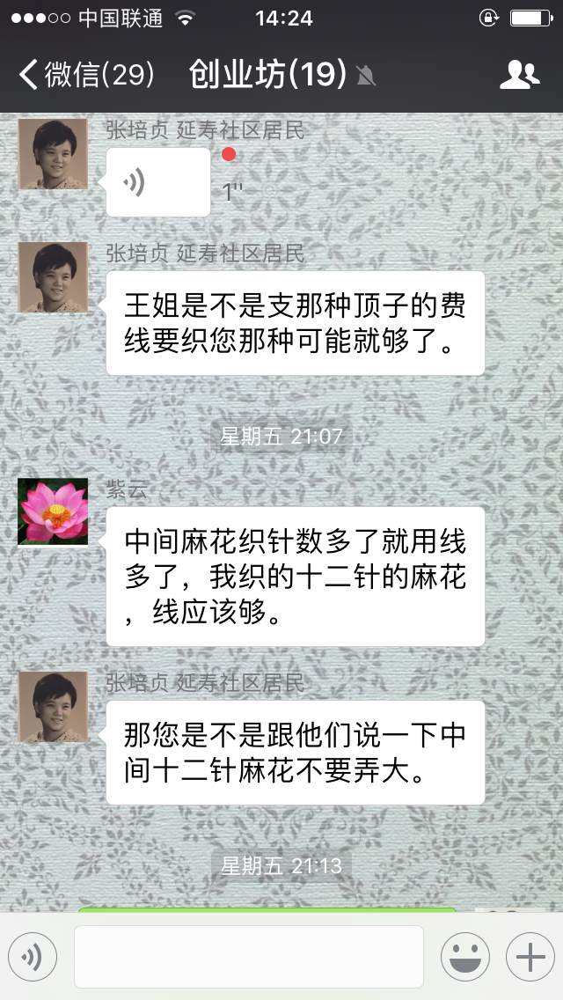 中国联通 14:24
微信(29) 创业坊(19)
张培贞 延寿社区居民
1"
张培贞 延寿社区居民
王姐是不是支那种顶子的费
线要织您那种可能就够了。
星期五 21:07
紫云
中间麻花织针数多了就用线
多了，我织的十二针的麻花
，线应该够。
张培贞 延寿社区居民
那您是不是跟他们说一下中
间十二针麻花不要弄大。
星期五 21:13